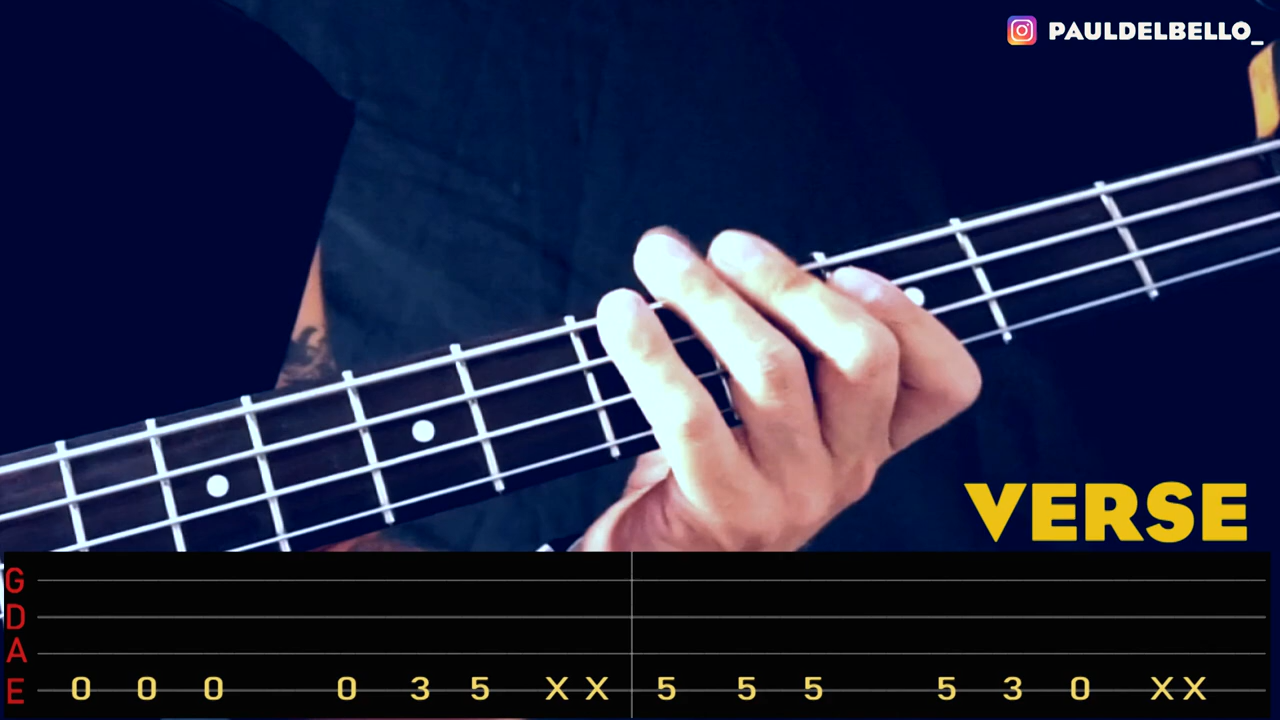 PAULDELBELLO_
VERSE
G
D
A
E 0 0 0 0 3 5 X X 5 5 5 5 3 0 X X